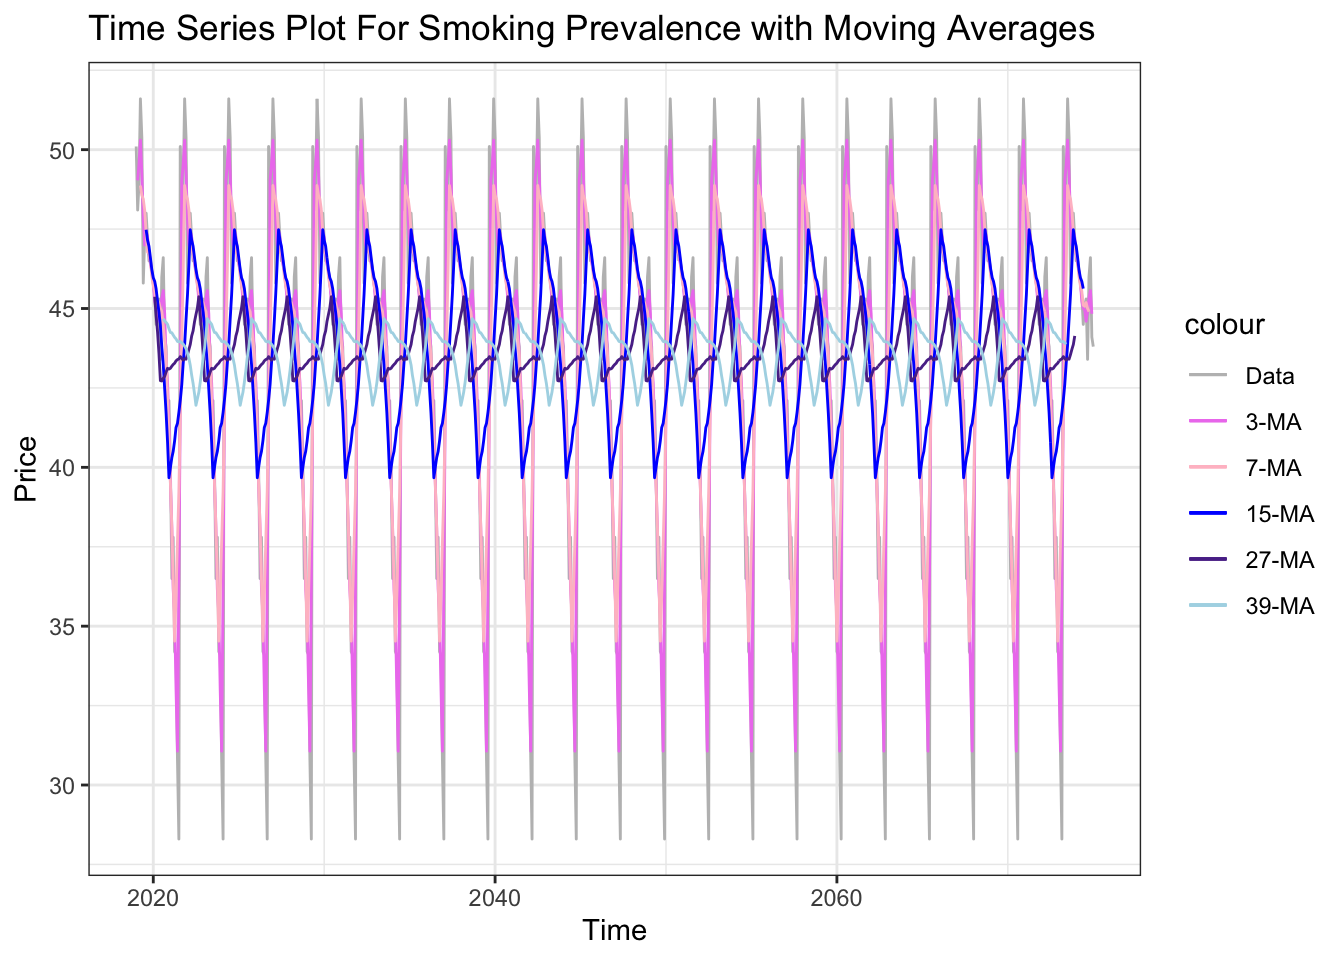 Time Series Plot For Smoking Prevalence with Moving Averages
50
45
40
35
30
Price
2020
2040
2060
Time
colour
Data
3-MA
7-MA
15-MA
27-MA
39-MA